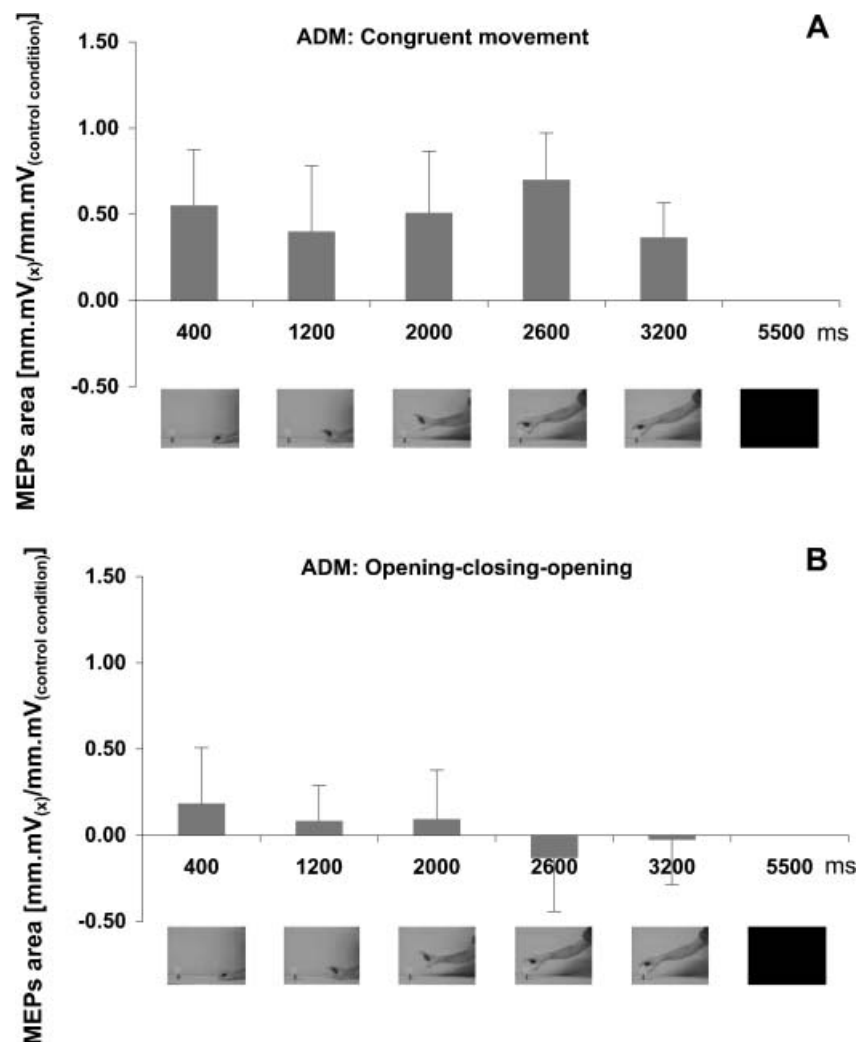 ADM: Congruent movement
A
MEPs area [mm.mV(x)/mm.mV(control condition)]
1.50
1.00
0.50
0.00
-0.50
400 1200 2000 2600 3200 5500 ms
ADM: Opening-closing-opening
B
MEPs area [mm.mV(x)/mm.mV(control condition)]
1.50
1.00
0.50
0.00
-0.50
400 1200 2000 2600 3200 5500 ms